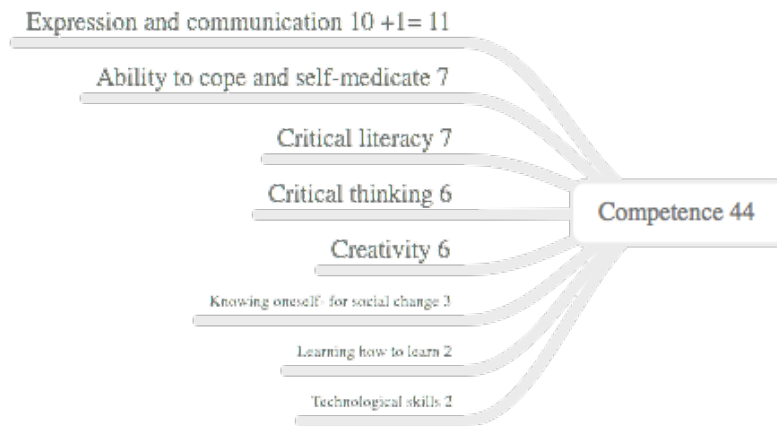 Expression and communication 10 +1= 11
Ability to cope and self-medicate 7
Critical literacy 7
Critical thinking 6
Competence 44
Creativity 6
Knowing oneself- for social change 3
Learning how to learn 2
Technological skills 2